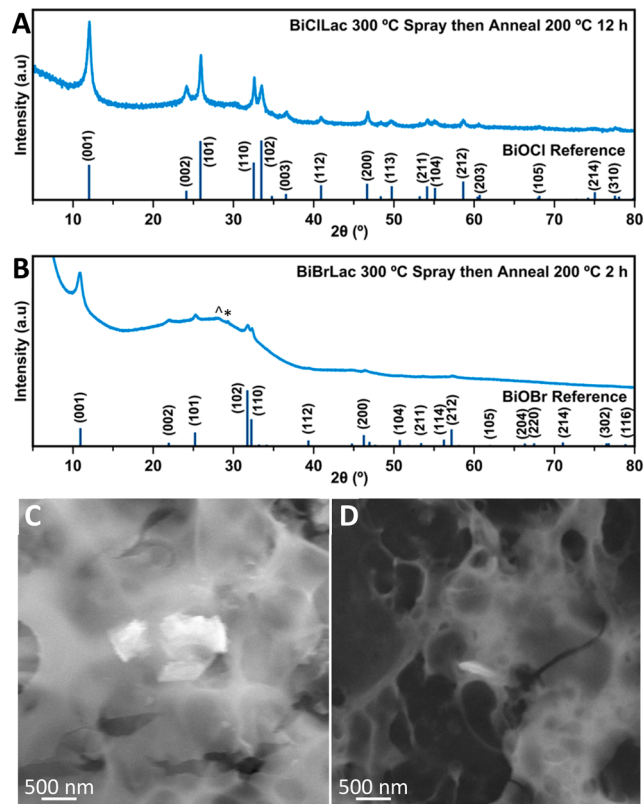 A
BiClLac 300 ºC Spray then Anneal 200 ºC 12 h
Intensity (a.u)
BiOCl Reference
(001)
(002)
(101)
(110)
(102)
(003)
(112)
(200)
(113)
(211)
(104)
(212)
(203)
(105)
(214)
(310)
10 20 30 40 50 60 70 80
2θ (º)
B
BiBrLac 300 ºC Spray then Anneal 200 ºC 2 h
Intensity (a.u)
^ *
BiOBr Reference
(001)
(002)
(101)
(102)
(110)
(112)
(200)
(104)
(211)
(114)
(212)
(105)
(204)
(220)
(214)
(302)
(116)
10 20 30 40 50 60 70 80
2θ (º)
C
500 nm
D
500 nm